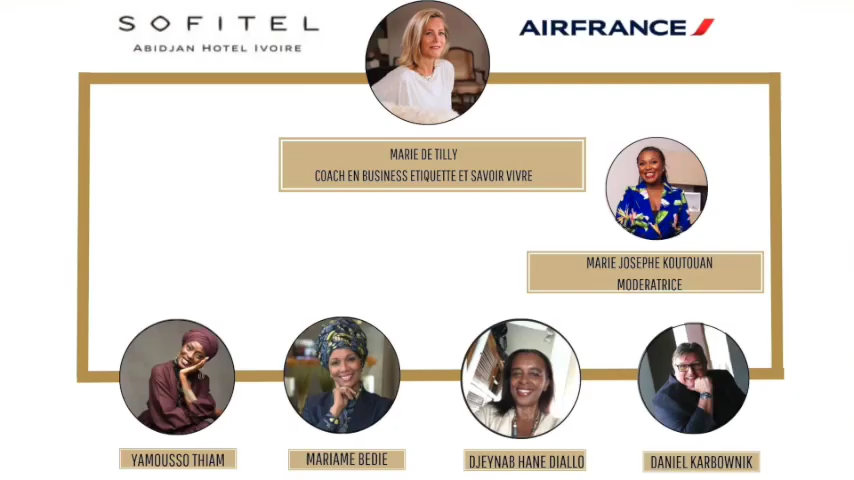 SOFITEL
ABIDJAN HOTEL IVOIRE
AIRFRANCE
MARIE DE TILLY
COACH EN BUSINESS ETIQUETTE ET SAVOIR VIVRE
MARIE JOSEPHE KOUTOUAN
MODERATRICE
YAMOUSSO THIAM
MARIAME BEDIE
DJEYNAB HANE DIALLO
DANIEL KARBOWNIK